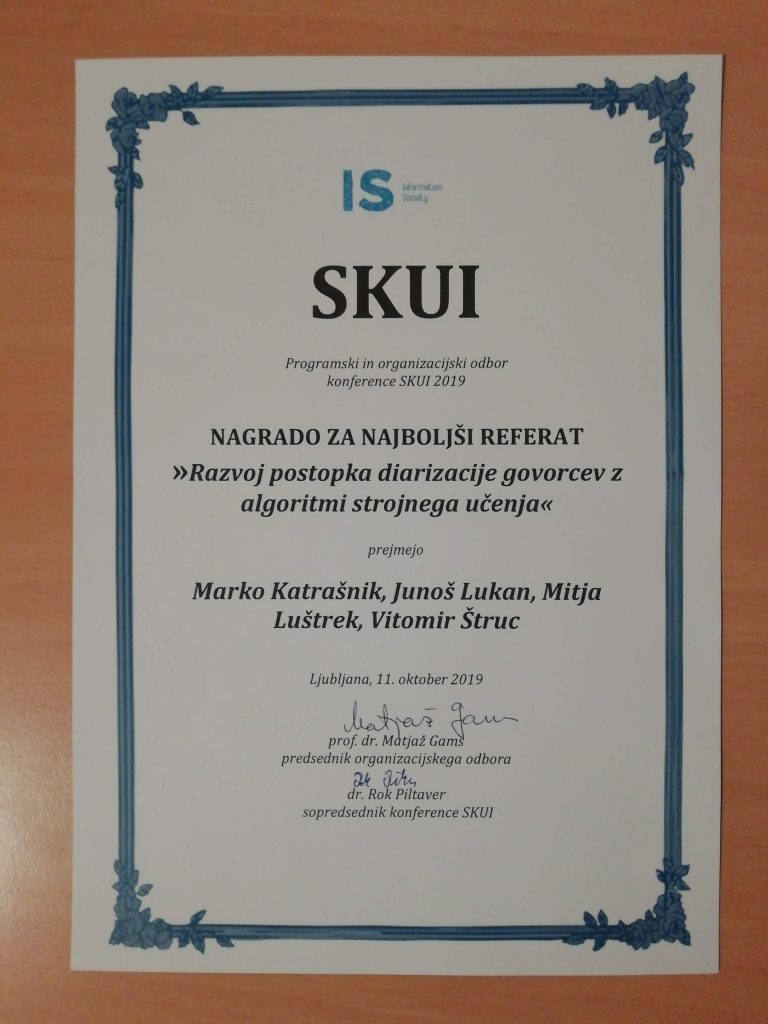 IS
Information
Society
SKUI
Programski in organizacijski odbor
konference SKUI 2019
NAGRADO ZA NAJBOLJŠI REFERAT
»Razvoj postopka diarizacije govorcev z
algoritmi strojnega učenja«
prejmejo
Marko Katrašnik, Junoš Lukan, Mitja
Luštrek, Vitomir Štruc
Ljubljana, 11. oktober 2019
Matjaž Gams
prof. dr. Matjaž Gams
predsednik organizacijskega odbora
dr. Rok Piltaver
sopredsednik konference SKUI